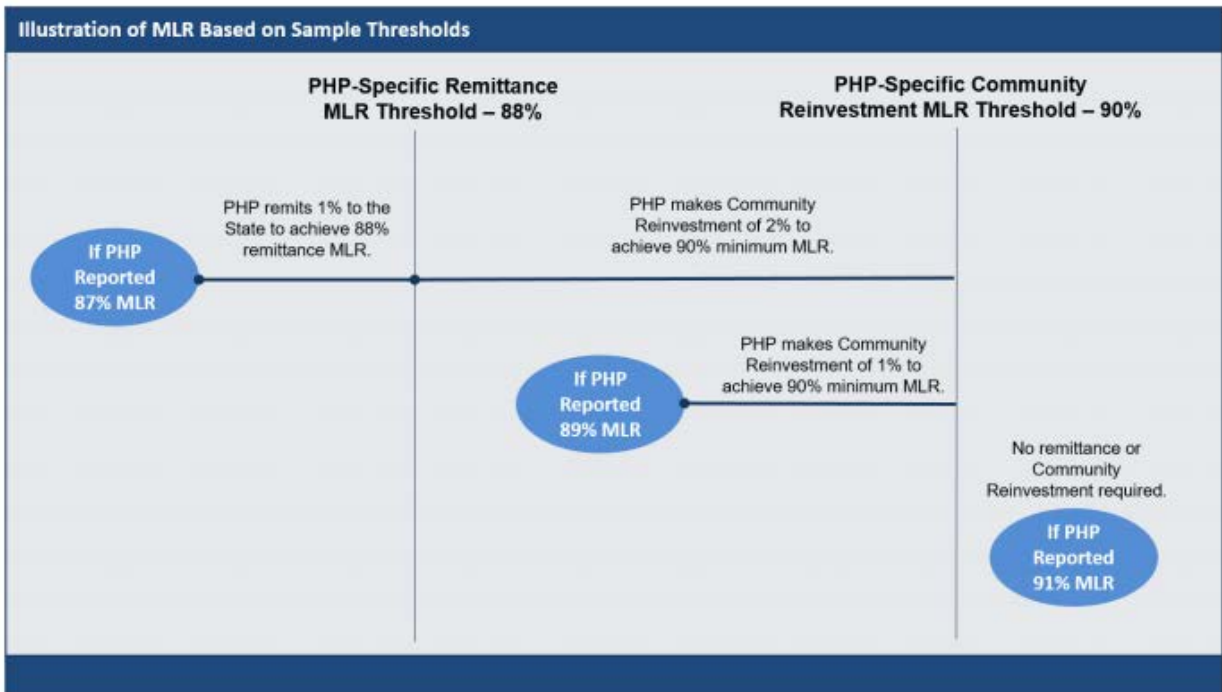 Illustration of MLR Based on Sample Thresholds
PHP-Specific Remittance
MLR Threshold – 88%
PHP-Specific Community
Reinvestment MLR Threshold – 90%
PHP remits 1% to the
State to achieve 88%
remittance MLR.
PHP makes Community
Reinvestment of 2% to
achieve 90% minimum MLR.
If PHP
Reported
87% MLR
PHP makes Community
Reinvestment of 1% to
achieve 90% minimum MLR.
If PHP
Reported
89% MLR
No remittance or
Community
Reinvestment required.
If PHP
Reported
91% MLR